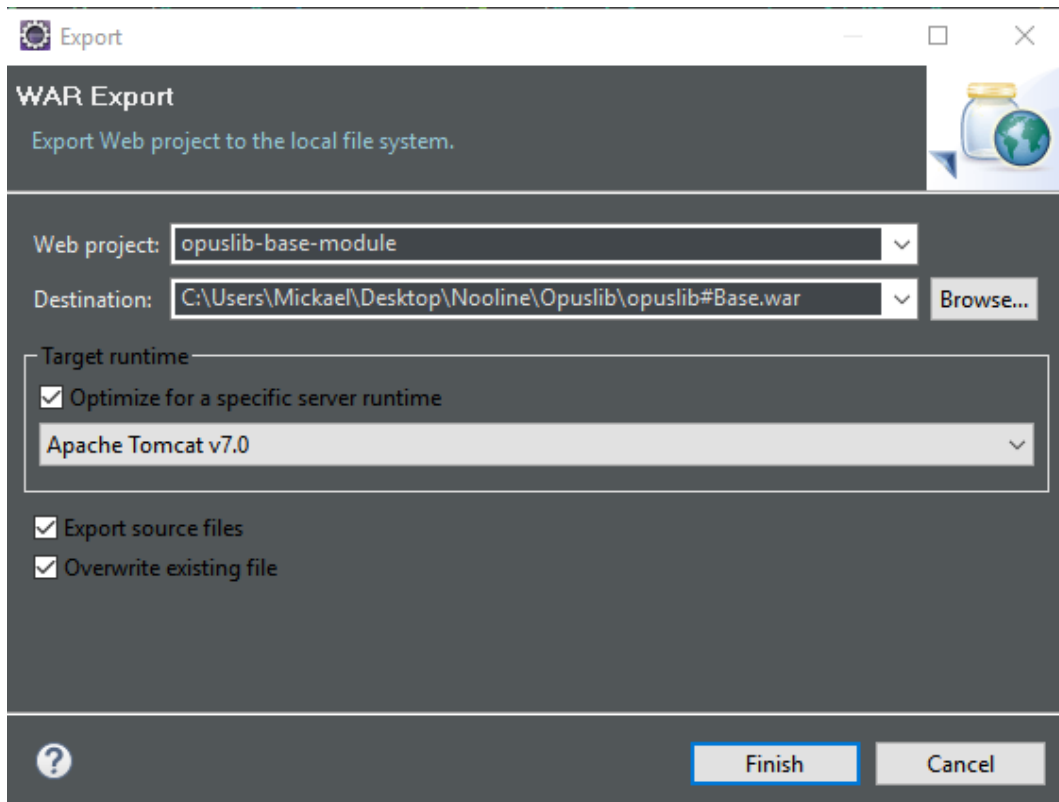 Export
WAR Export
Export Web project to the local file system.
Web project: opuslib-base-module
Destination: C:\Users\Mickael\Desktop\Nooline\Opuslib\opuslib#Base.war Browse...
Target runtime
Optimize for a specific server runtime
Apache Tomcat v7.0
Export source files
Overwrite existing file
? Finish Cancel